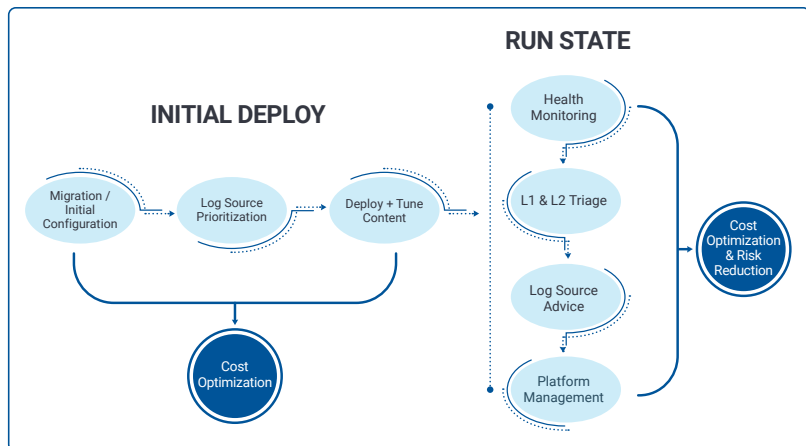 INITIAL DEPLOY
Migration /
Initial
Configuration
Log Source
Prioritization
Deploy + Tune
Content
Cost
Optimization
RUN STATE
Health
Monitoring
L1 & L2 Triage
Log Source
Advice
Platform
Management
Cost
Optimization
& Risk
Reduction